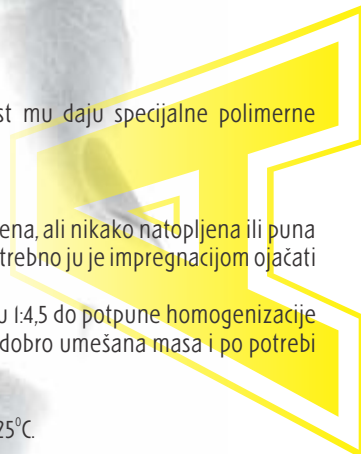 st mu daju specijalne polimerne
ena, ali nikako natopljena ili puna
trebno ju je impregnacijom ojačati
u 1:4,5 do potpune homogenizacije
dobro umešana masa i po potrebi
25°C.
A